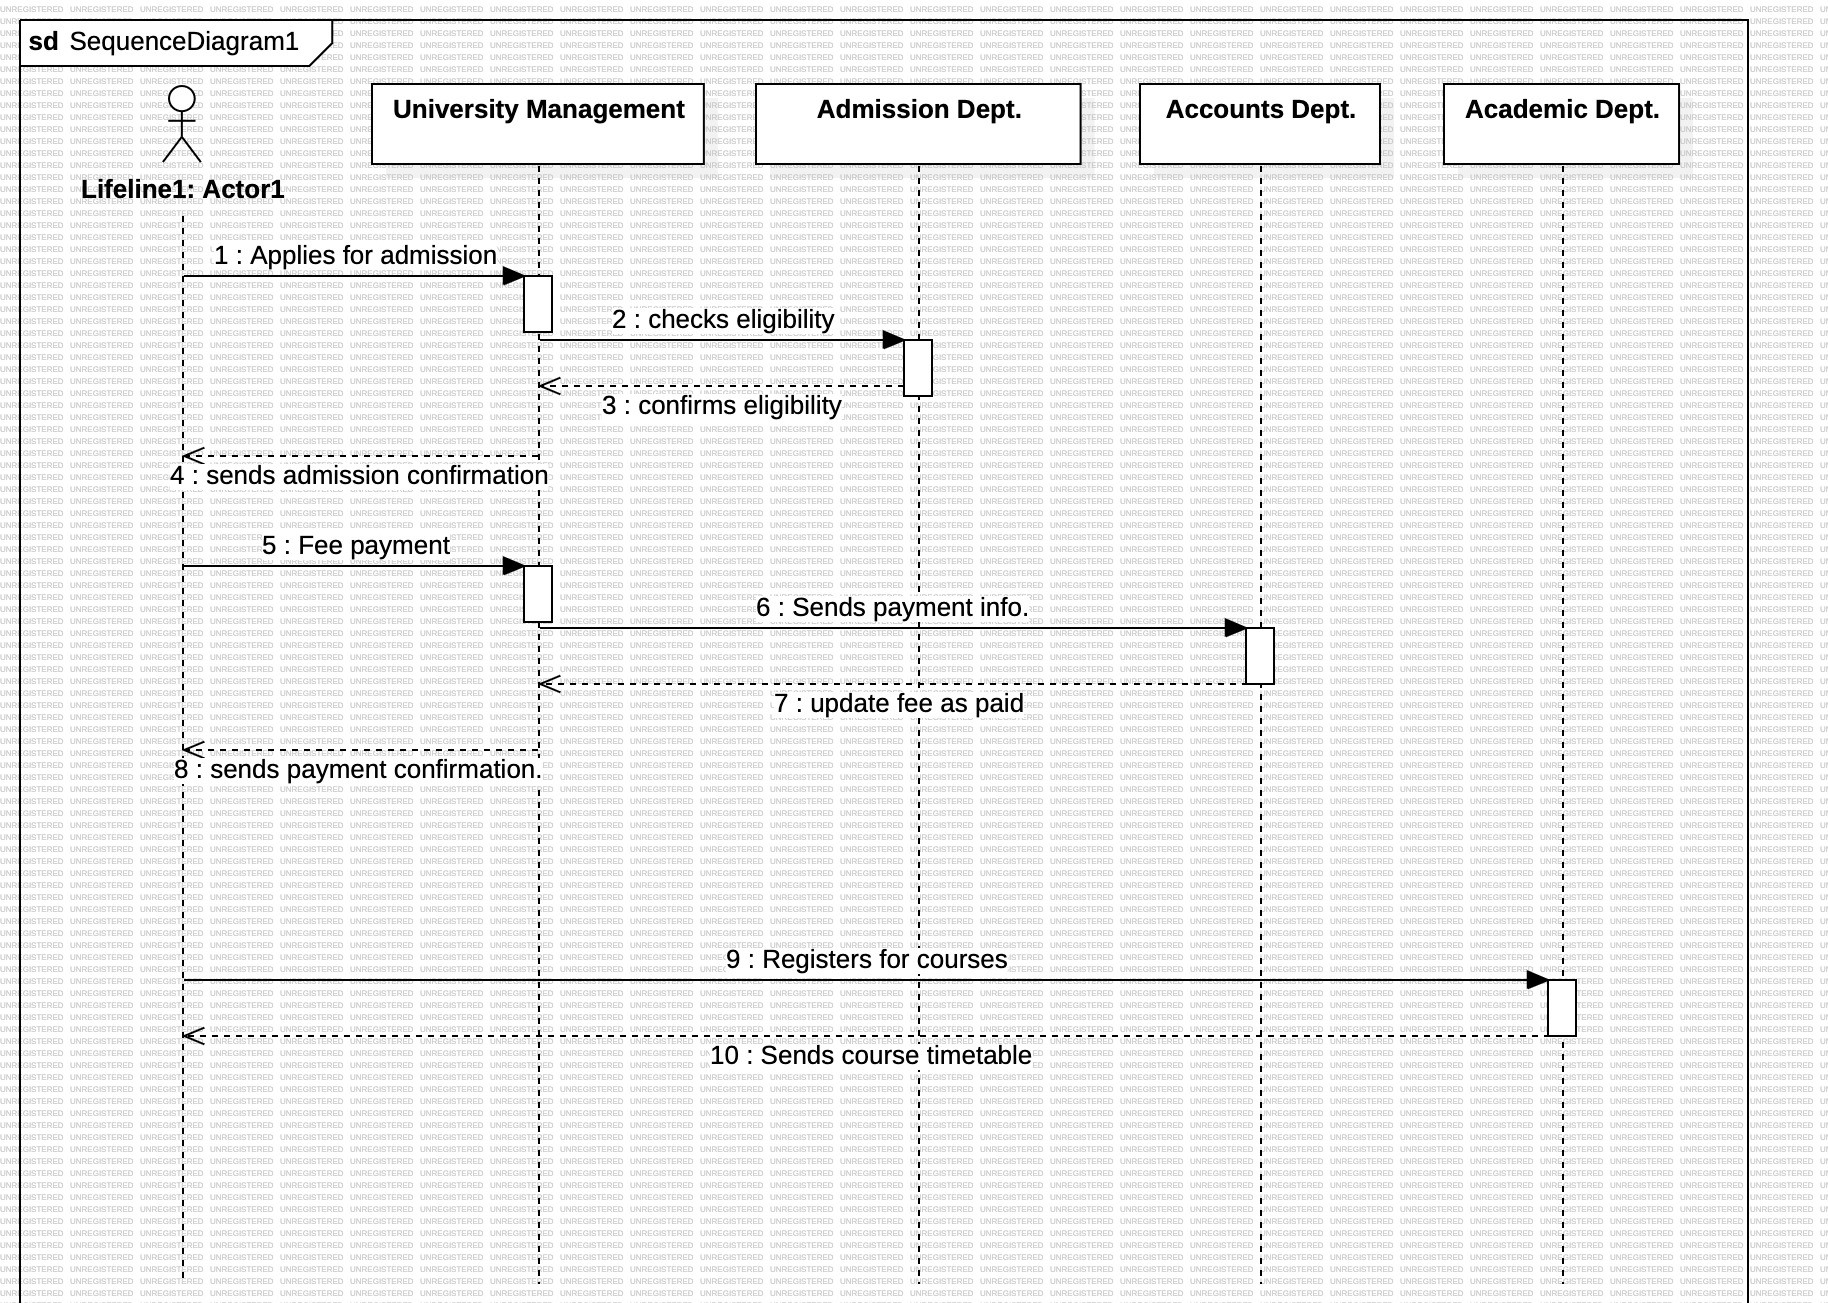 sd SequenceDiagram1
University Management
Admission Dept.
Accounts Dept.
Academic Dept.
Lifeline1: Actor1
1 : Applies for admission
2 : checks eligibility
3 : confirms eligibility
4 : sends admission confirmation
5 : Fee payment
6 : Sends payment info.
7 : update fee as paid
8 : sends payment confirmation.
9 : Registers for courses
10 : Sends course timetable
UNREGISTERED